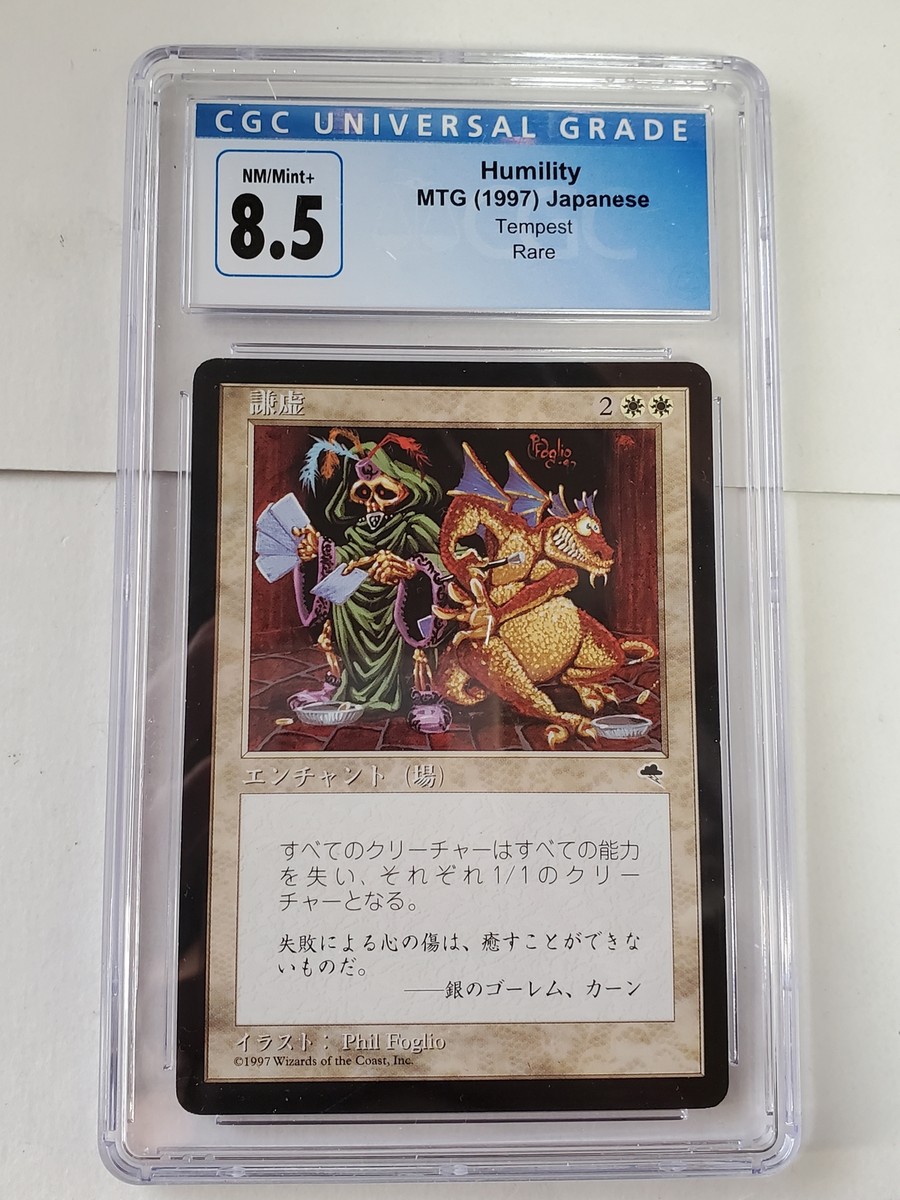 CGC UNIVERSAL GRADE
NM/Mint+
8.5
Humility
MTG (1997) Japanese
Tempest
Rare
謙虚
2
PFoglio
エンチャント (場)
すべてのクリーチャーはすべての能力
を失い、それぞれ1/1のクリー
チャーとなる。
失敗による心の傷は、癒すことができな
いものだ。
──銀のゴーレム、カーン
イラスト： Phil Foglio
©1997 Wizards of the Coast, Inc.